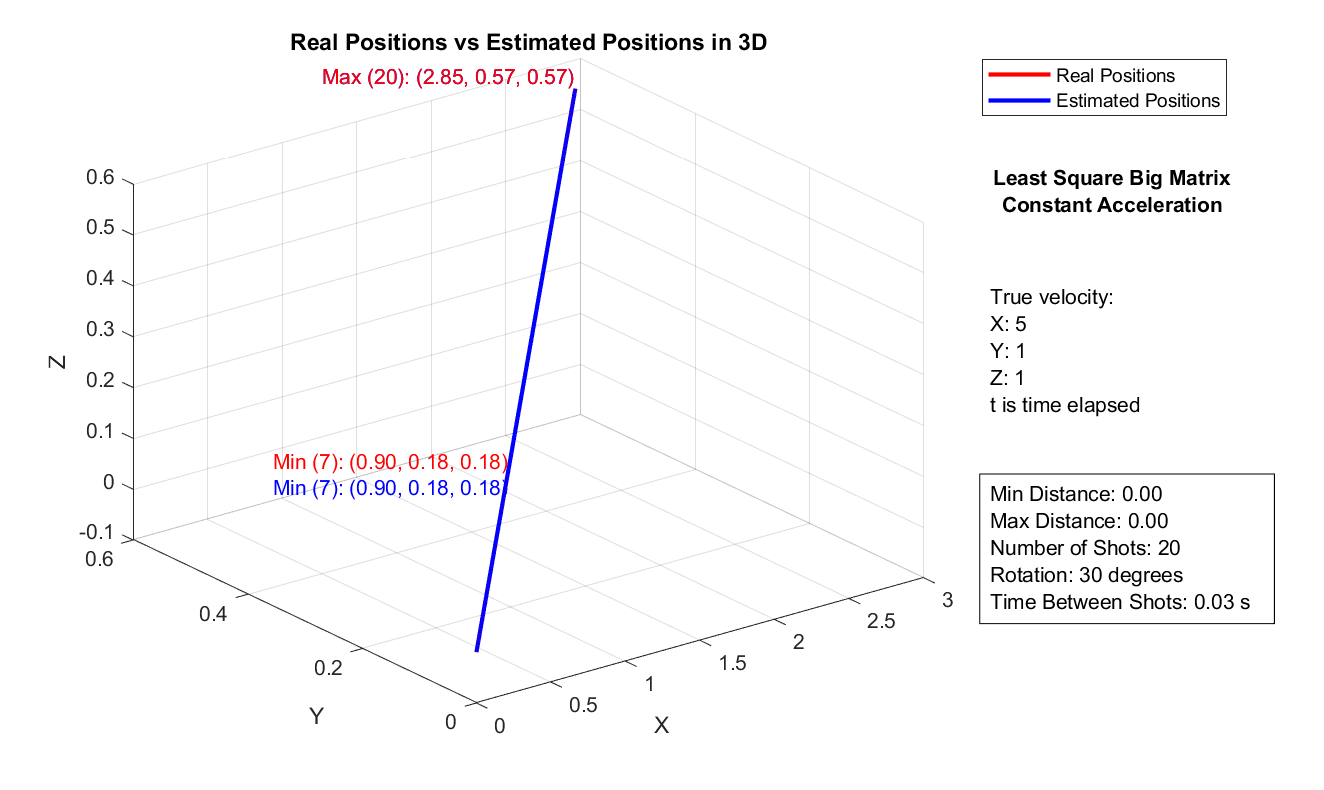 Real Positions vs Estimated Positions in 3D
Max (20): (2.85, 0.57, 0.57)
Real Positions
Estimated Positions
Least Square Big Matrix
Constant Acceleration
True velocity:
X: 5
Y: 1
Z: 1
t is time elapsed
Min Distance: 0.00
Max Distance: 0.00
Number of Shots: 20
Rotation: 30 degrees
Time Between Shots: 0.03 s
Min (7): (0.90, 0.18, 0.18)
Min (7): (0.90, 0.18, 0.18)
Z
0.6
0.5
0.4
0.3
0.2
0.1
0
-0.1
0.6
0.4
0.2
0
Y
0
0.5
1
1.5
2
2.5
3
X